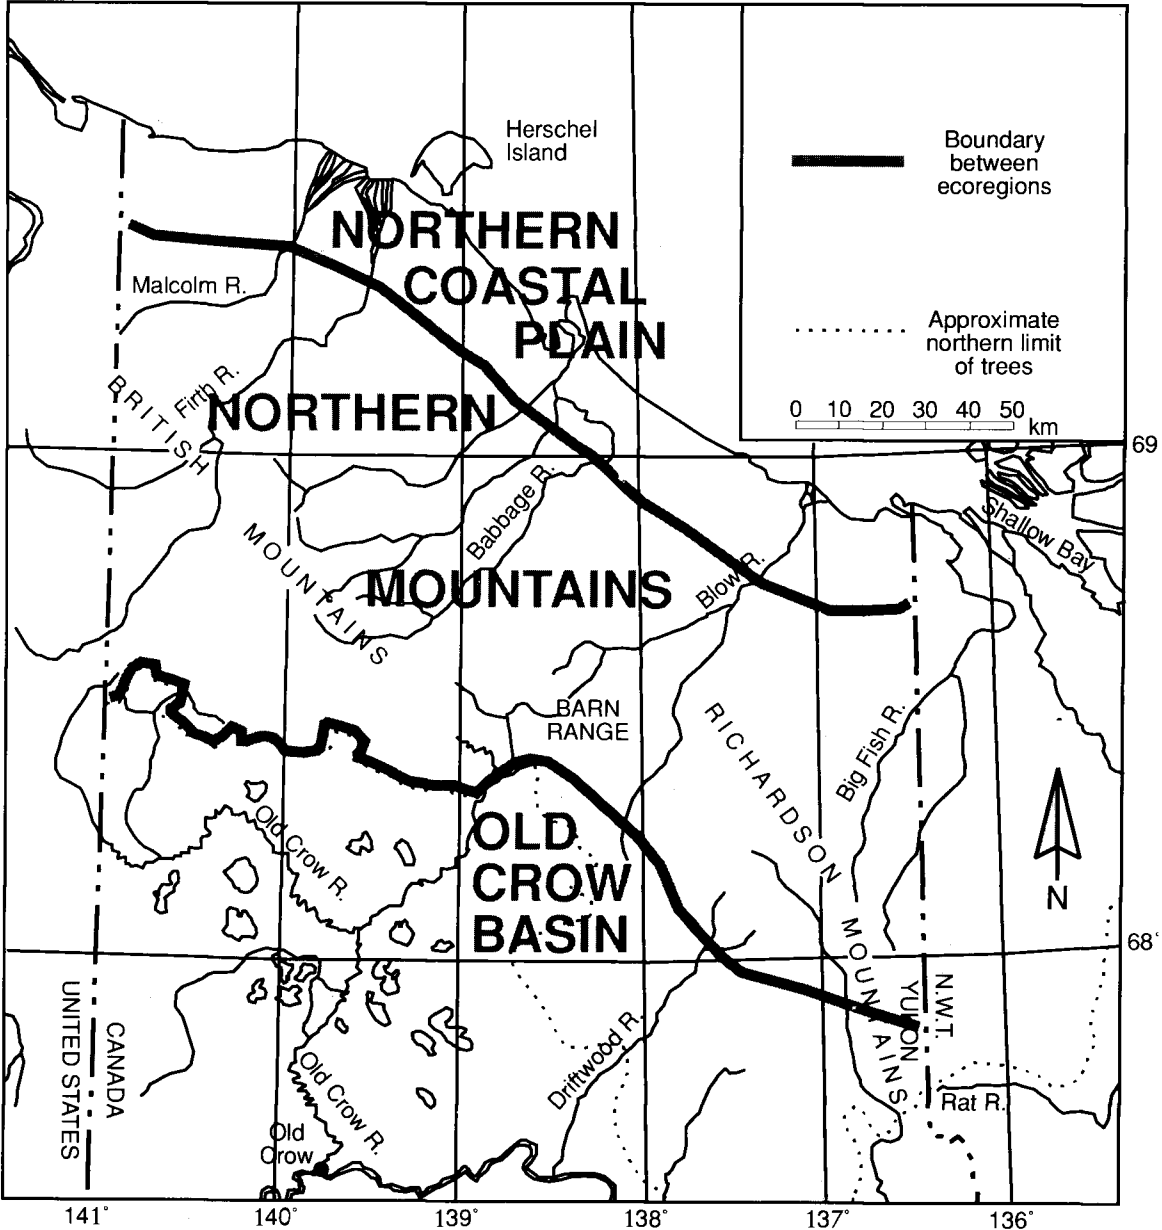 Herschel
Island
Boundary
between
ecoregions
NORTHERN
COASTAL
PLAIN
Malcolm R.
Approximate
northern limit
of trees
0 10 20 30 40 50
km
Firth R.
BRITISH
NORTHERN
69
Babbage R.
Shallow Bay
MOUNTAINS
MOUNTAINS
Blow R.
BARN
RANGE
RICHARDSON
Big Fish R.
Old Crow R.
OLD
CROW
BASIN
N
MOUNTAINS
68°
UNITED STATES
CANADA
YUKON
N.W.T.
Driftwood R.
Old Crow R.
Rat R.
Old
Crow
141° 140° 139° 138° 137° 136°